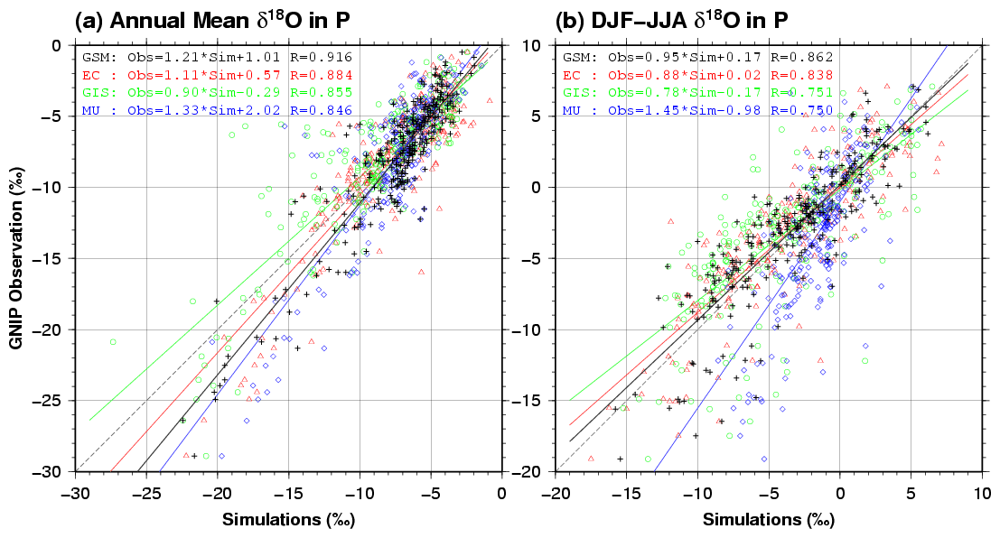 (a) Annual Mean δ¹⁸O in P
GSM: Obs=1.21*Sim+1.01 R=0.916
EC : Obs=1.11*Sim+0.57 R=0.884
GIS: Obs=0.90*Sim−0.29 R=0.855
MU : Obs=1.33*Sim+2.02 R=0.846
0
−5
−10
−15
−20
−25
−30
GNIP Observation (‰)
−30 −25 −20 −15 −10 −5 0
Simulations (‰)
(b) DJF−JJA δ¹⁸O in P
GSM: Obs=0.95*Sim+0.17 R=0.862
EC : Obs=0.88*Sim+0.02 R=0.838
GIS: Obs=0.78*Sim−0.17 R=0.751
MU : Obs=1.45*Sim−0.98 R=0.750
10
5
0
−5
−10
−15
−20
−20 −15 −10 −5 0 5 10
Simulations (‰)